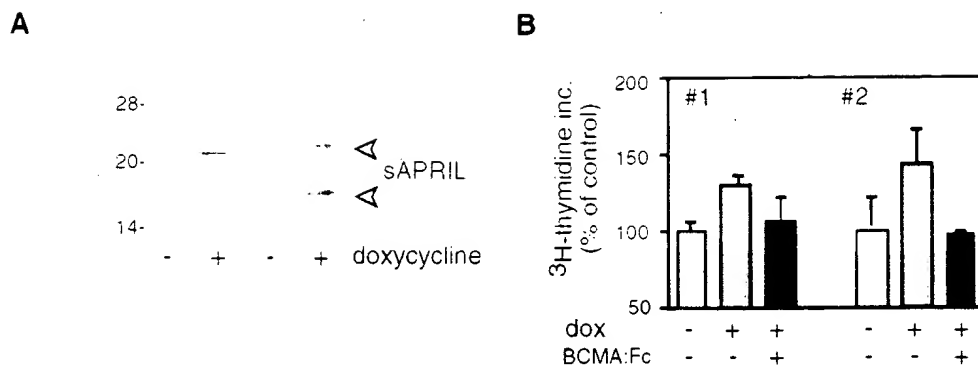 A
28-
20-
14-
sAPRIL
- + - + doxycycline
B
³H-thymidine inc.
(% of control)
200
150
100
50
#1
#2
dox - + + - + +
BCMA:Fc - - + - - +